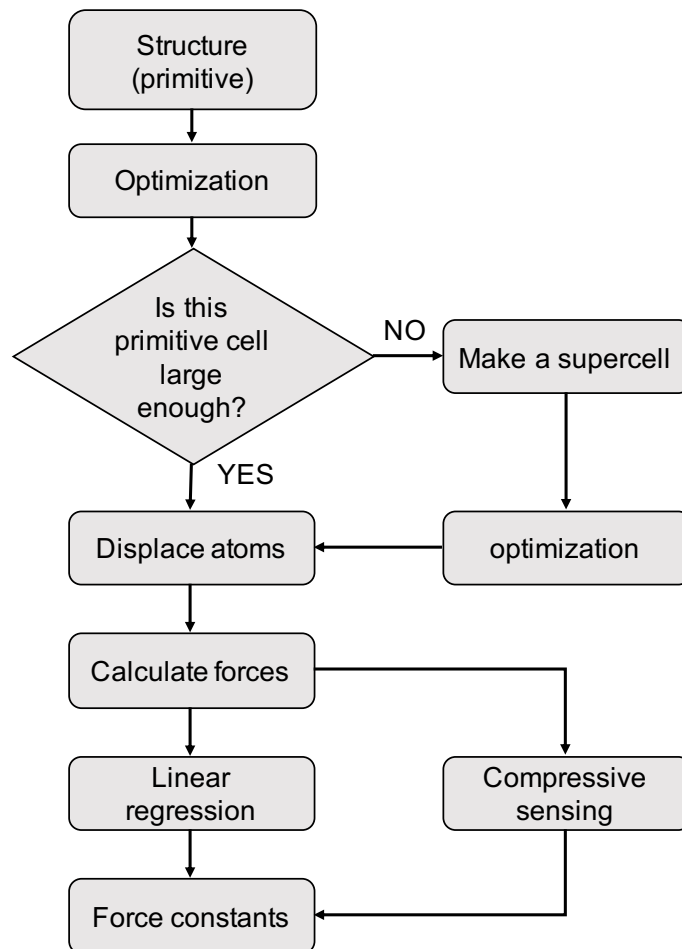 Structure
(primitive)
Optimization
Is this
primitive cell
large
enough?
NO
Make a supercell
YES
Displace atoms
optimization
Calculate forces
Linear
regression
Compressive
sensing
Force constants